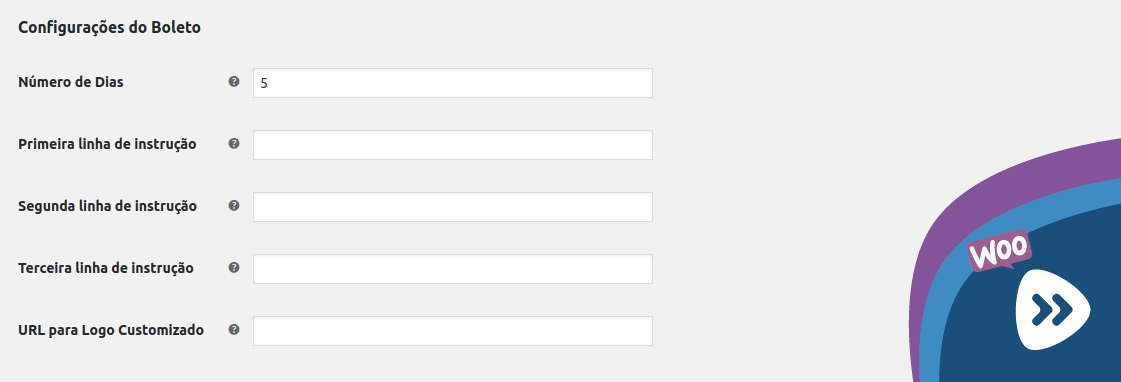 Configurações do Boleto
Número de Dias ? 5
Primeira linha de instrução ?
Segunda linha de instrução ?
Terceira linha de instrução ?
URL para Logo Customizado ?
WOO